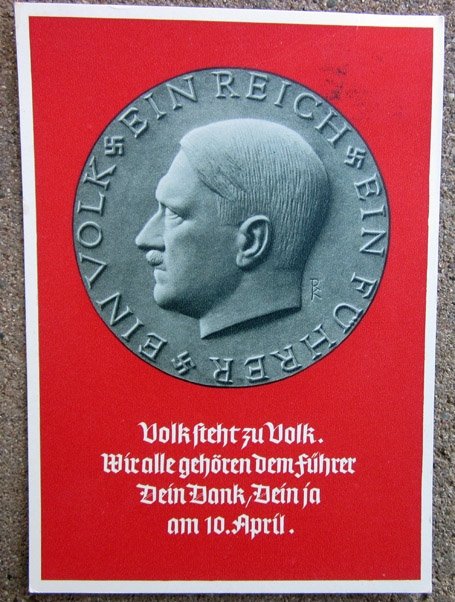 EIN VOLK EIN REICH EIN FÜHRER
Volk steht zu Volk.
Wir alle gehören dem Führer
Dein Dank, Dein ja
am 10. April.